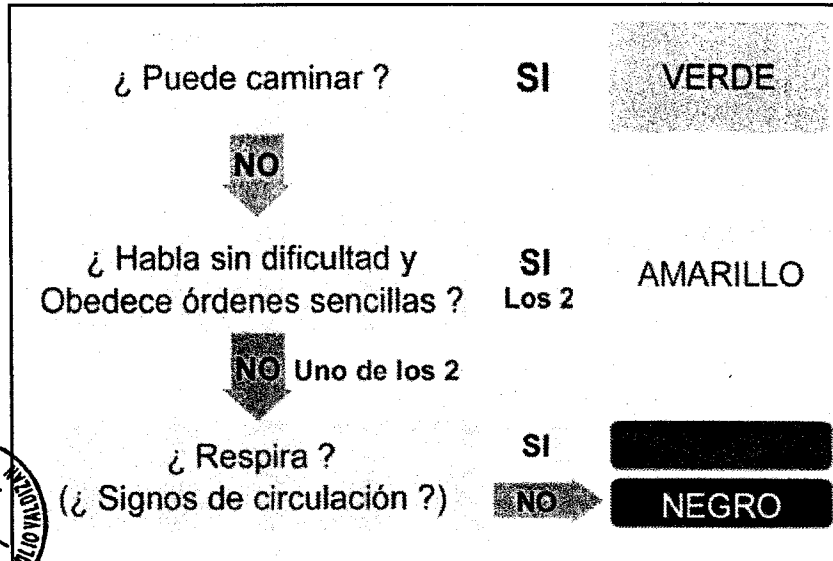 ¿ Puede caminar ? SI VERDE
NO
¿ Habla sin dificultad y
Obedece órdenes sencillas ? SI Los 2 AMARILLO
NO Uno de los 2
¿ Respira ? SI
(¿ Signos de circulación ?) NO NEGRO